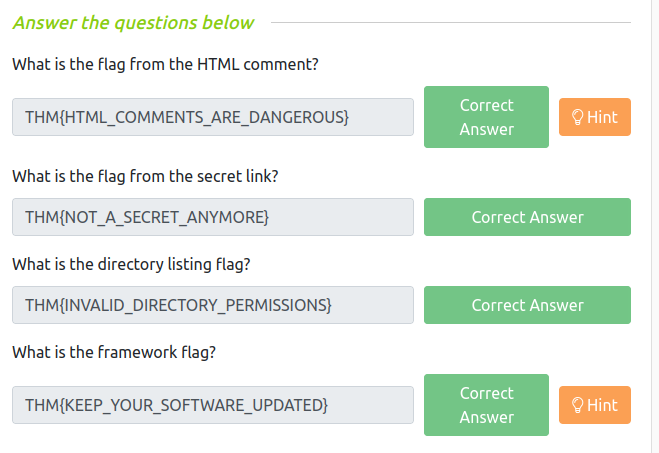 Answer the questions below
What is the flag from the HTML comment?
THM{HTML_COMMENTS_ARE_DANGEROUS}
Correct
Answer
Hint
What is the flag from the secret link?
THM{NOT_A_SECRET_ANYMORE}
Correct Answer
What is the directory listing flag?
THM{INVALID_DIRECTORY_PERMISSIONS}
Correct Answer
What is the framework flag?
THM{KEEP_YOUR_SOFTWARE_UPDATED}
Correct
Answer
Hint